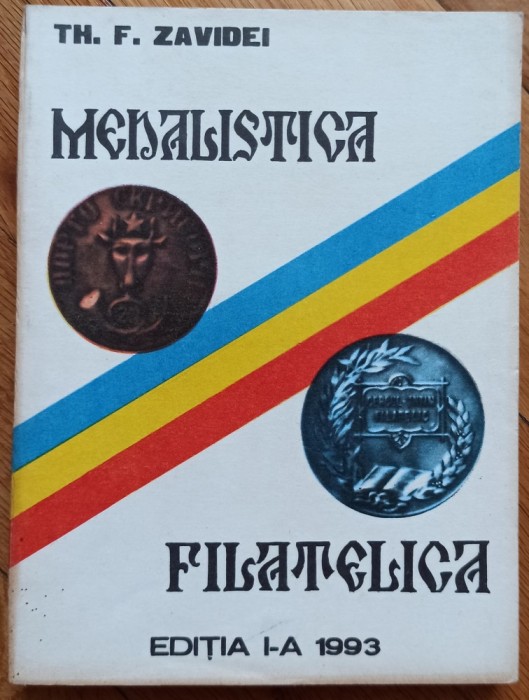 TH. F. ZAVIDEI
MEDALISTICA
FILATELICA
EDIȚIA I-A 1993